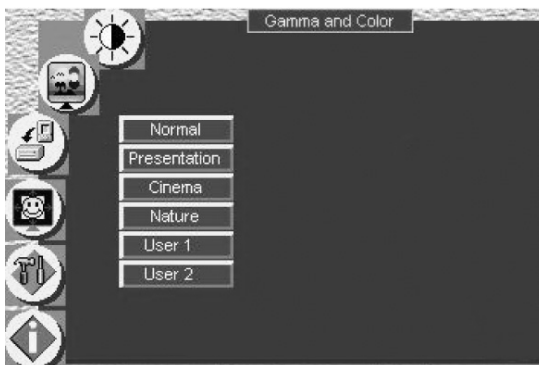 Gamma and Color
Normal
Presentation
Cinema
Nature
User 1
User 2